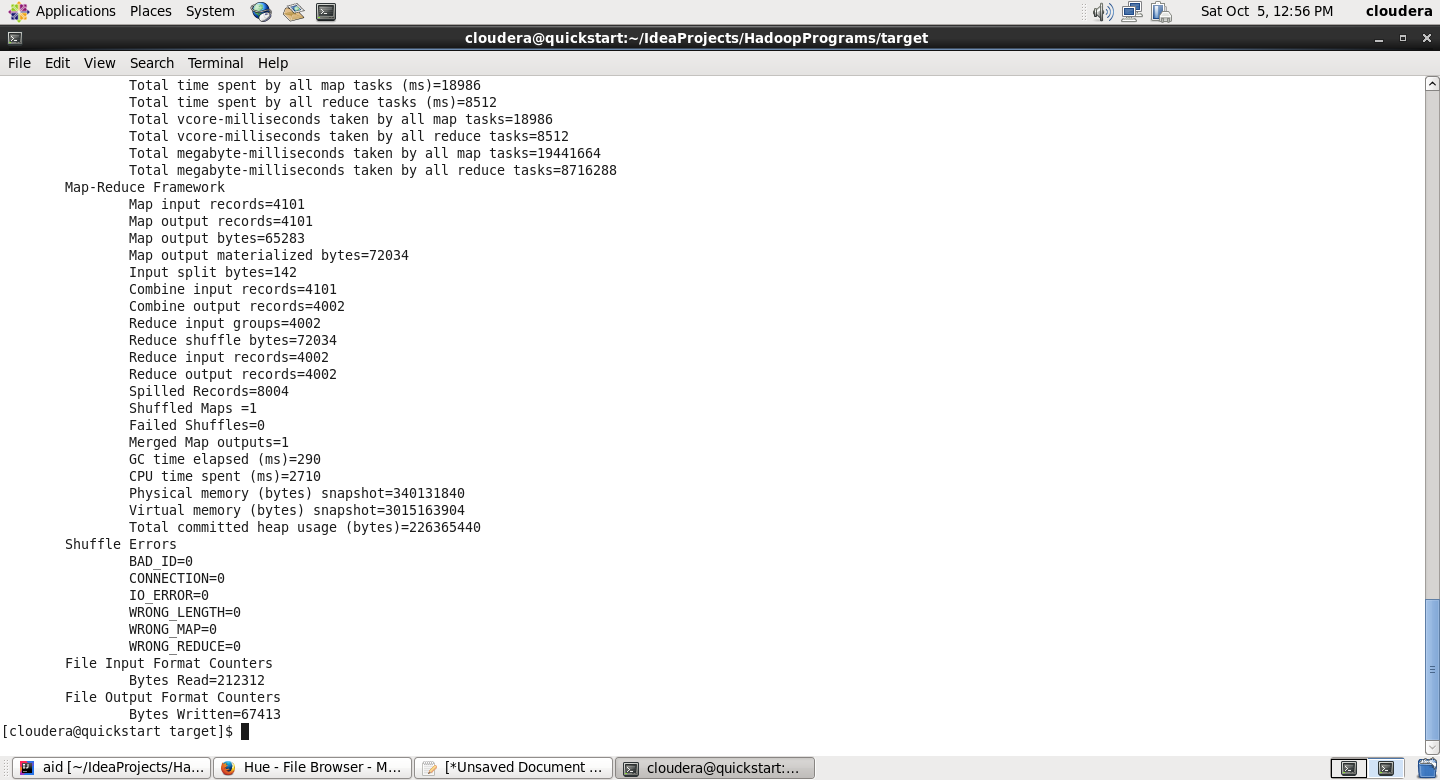 Applications Places System Sat Oct 5, 12:56 PM cloudera
cloudera@quickstart:~/IdeaProjects/HadoopPrograms/target
File Edit View Search Terminal Help
Total time spent by all map tasks (ms)=18986
Total time spent by all reduce tasks (ms)=8512
Total vcore-milliseconds taken by all map tasks=18986
Total vcore-milliseconds taken by all reduce tasks=8512
Total megabyte-milliseconds taken by all map tasks=19441664
Total megabyte-milliseconds taken by all reduce tasks=8716288
Map-Reduce Framework
Map input records=4101
Map output records=4101
Map output bytes=65283
Map output materialized bytes=72034
Input split bytes=142
Combine input records=4101
Combine output records=4002
Reduce input groups=4002
Reduce shuffle bytes=72034
Reduce input records=4002
Reduce output records=4002
Spilled Records=8004
Shuffled Maps =1
Failed Shuffles=0
Merged Map outputs=1
GC time elapsed (ms)=290
CPU time spent (ms)=2710
Physical memory (bytes) snapshot=340131840
Virtual memory (bytes) snapshot=3015163904
Total committed heap usage (bytes)=226365440
Shuffle Errors
BAD_ID=0
CONNECTION=0
IO_ERROR=0
WRONG_LENGTH=0
WRONG_MAP=0
WRONG_REDUCE=0
File Input Format Counters
Bytes Read=212312
File Output Format Counters
Bytes Written=67413
[cloudera@quickstart target]$
aid [~/IdeaProjects/Ha... Hue - File Browser - M... [*Unsaved Document ... cloudera@quickstart:...